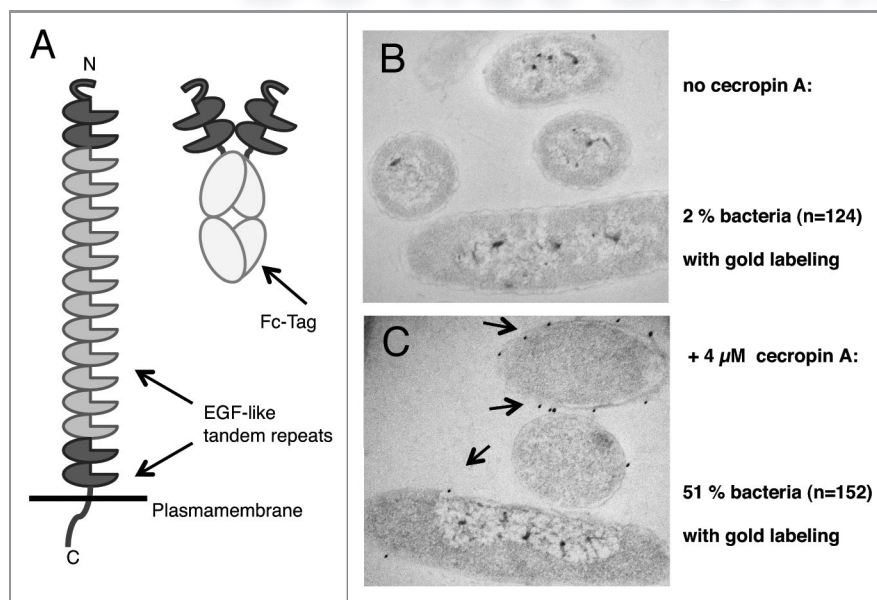 A
N
Fc-Tag
EGF-like
tandem repeats
Plasmamembrane
C
B
no cecropin A:
2 % bacteria (n=124)
with gold labeling
C
+ 4 µM cecropin A:
51 % bacteria (n=152)
with gold labeling